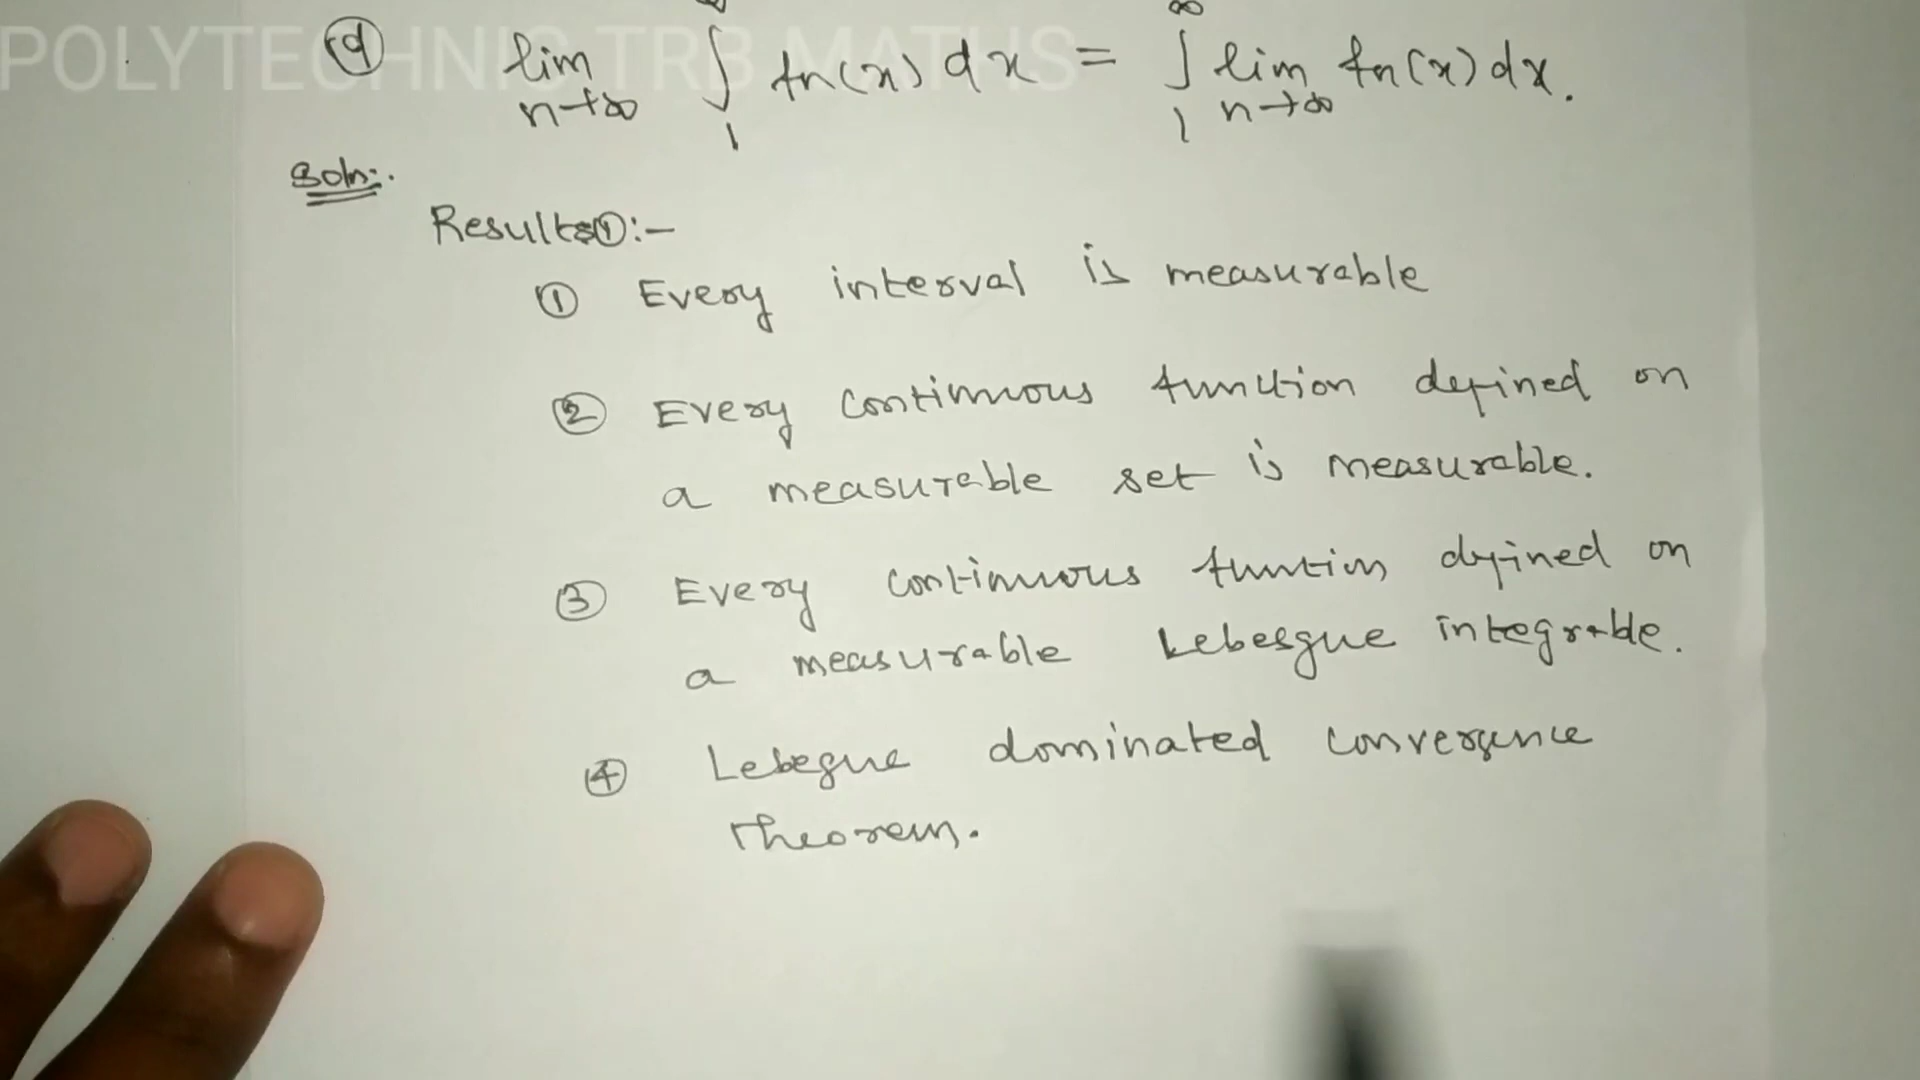 POLYTECHNIC TRB MATHS
(d) lim n→∞ ∫₁^∞ fn(x) dx = ∫₁^∞ lim n→∞ fn(x) dx.
Soln:.
Results①:-
① Every interval is measurable
② Every continuous function defined on
a measurable set is measurable.
③ Every continuous function defined on
a measurable Lebesgue integrable.
④ Lebegue dominated convergence
theorem.